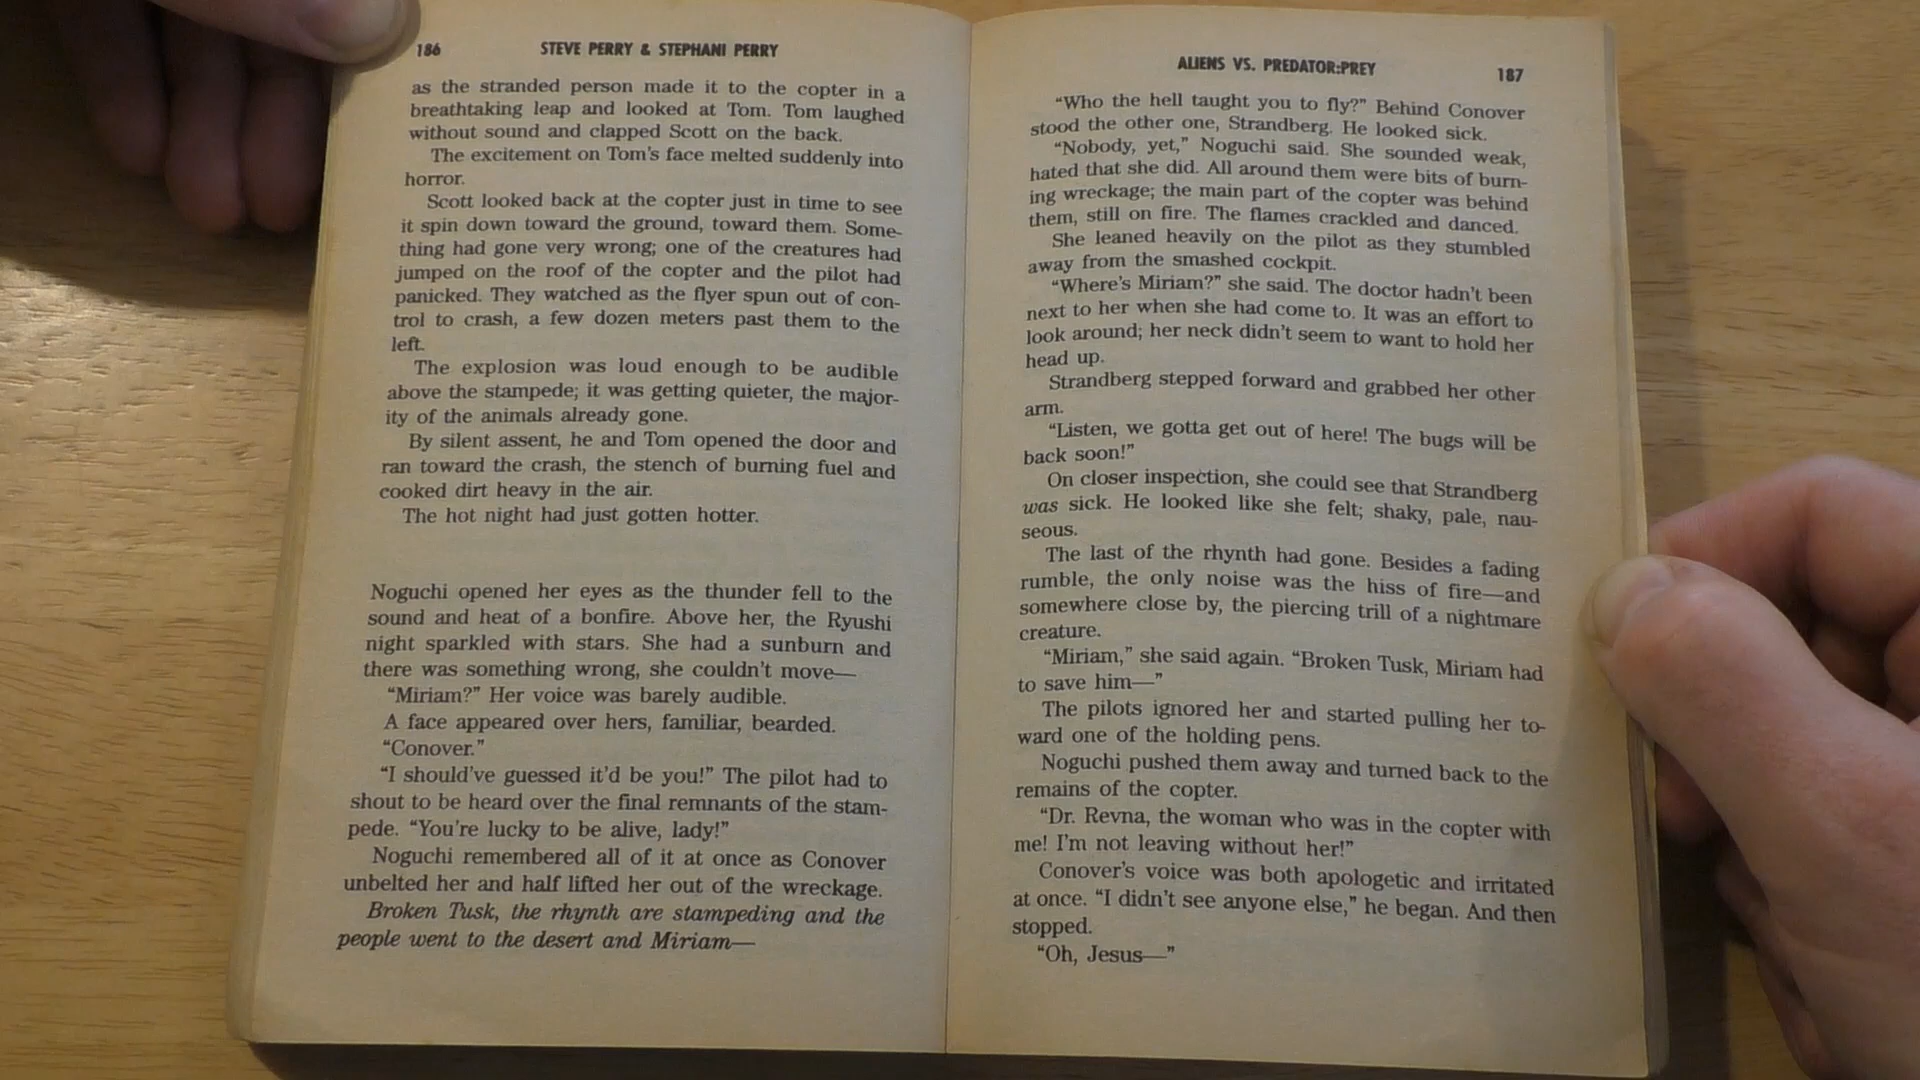 186
STEVE PERRY & STEPHANI PERRY
as the stranded person made it to the copter in a
breathtaking leap and looked at Tom. Tom laughed
without sound and clapped Scott on the back.
The excitement on Tom's face melted suddenly into
horror.
Scott looked back at the copter just in time to see
it spin down toward the ground, toward them. Some-
thing had gone very wrong; one of the creatures had
jumped on the roof of the copter and the pilot had
panicked. They watched as the flyer spun out of con-
trol to crash, a few dozen meters past them to the
left.
The explosion was loud enough to be audible
above the stampede; it was getting quieter, the major-
ity of the animals already gone.
By silent assent, he and Tom opened the door and
ran toward the crash, the stench of burning fuel and
cooked dirt heavy in the air.
The hot night had just gotten hotter.
Noguchi opened her eyes as the thunder fell to the
sound and heat of a bonfire. Above her, the Ryushi
night sparkled with stars. She had a sunburn and
there was something wrong, she couldn't move—
"Miriam?" Her voice was barely audible.
A face appeared over hers, familiar, bearded.
"Conover."
"I should've guessed it'd be you!" The pilot had to
shout to be heard over the final remnants of the stam-
pede. "You're lucky to be alive, lady!"
Noguchi remembered all of it at once as Conover
unbelted her and half lifted her out of the wreckage.
Broken Tusk, the rhynth are stampeding and the
people went to the desert and Miriam—
ALIENS VS. PREDATOR:PREY
187
"Who the hell taught you to fly?" Behind Conover
stood the other one, Strandberg. He looked sick.
"Nobody, yet," Noguchi said. She sounded weak,
hated that she did. All around them were bits of burn-
ing wreckage; the main part of the copter was behind
them, still on fire. The flames crackled and danced.
She leaned heavily on the pilot as they stumbled
away from the smashed cockpit.
"Where's Miriam?" she said. The doctor hadn't been
next to her when she had come to. It was an effort to
look around; her neck didn't seem to want to hold her
head up.
Strandberg stepped forward and grabbed her other
arm.
"Listen, we gotta get out of here! The bugs will be
back soon!"
On closer inspection, she could see that Strandberg
was sick. He looked like she felt; shaky, pale, nau-
seous.
The last of the rhynth had gone. Besides a fading
rumble, the only noise was the hiss of fire—and
somewhere close by, the piercing trill of a nightmare
creature.
"Miriam," she said again. "Broken Tusk, Miriam had
to save him—"
The pilots ignored her and started pulling her to-
ward one of the holding pens.
Noguchi pushed them away and turned back to the
remains of the copter.
"Dr. Revna, the woman who was in the copter with
me! I'm not leaving without her!"
Conover's voice was both apologetic and irritated
at once. "I didn't see anyone else," he began. And then
stopped.
"Oh, Jesus—"